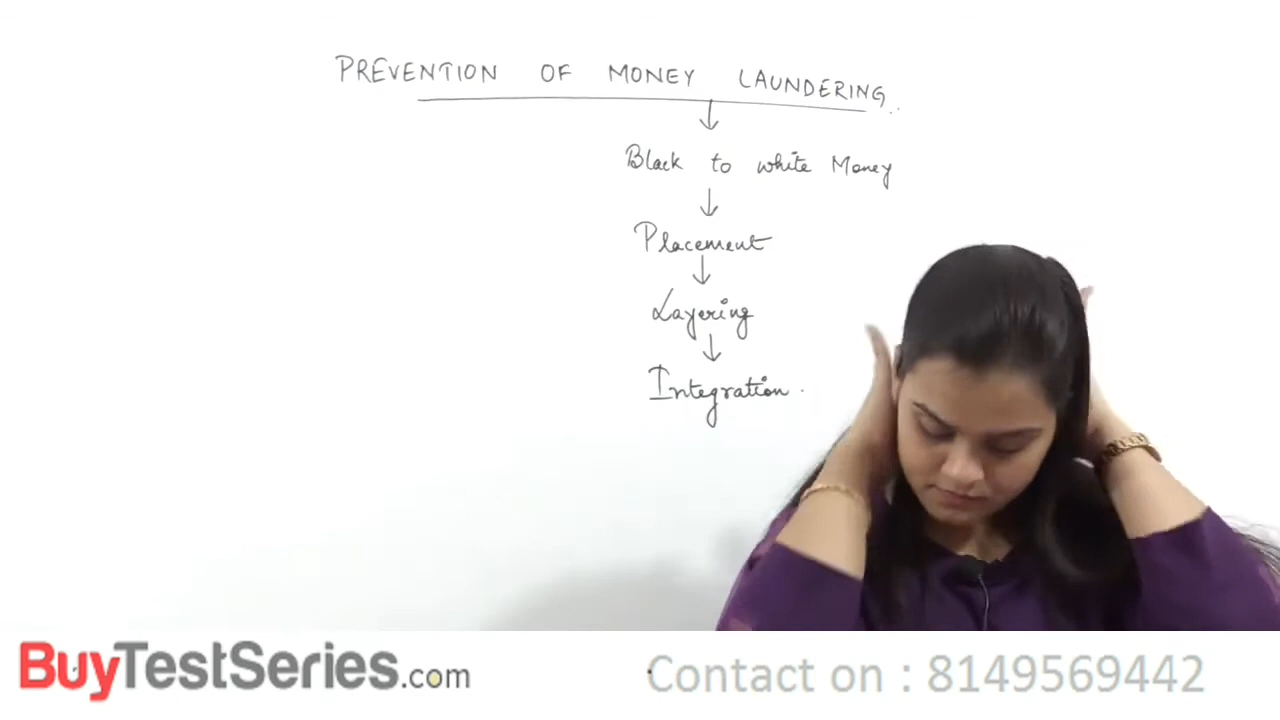 PREVENTION OF MONEY LAUNDERING..
Black to white Money
Placement
Layering
Integration.
BuyTestSeries.com
Contact on : 8149569442